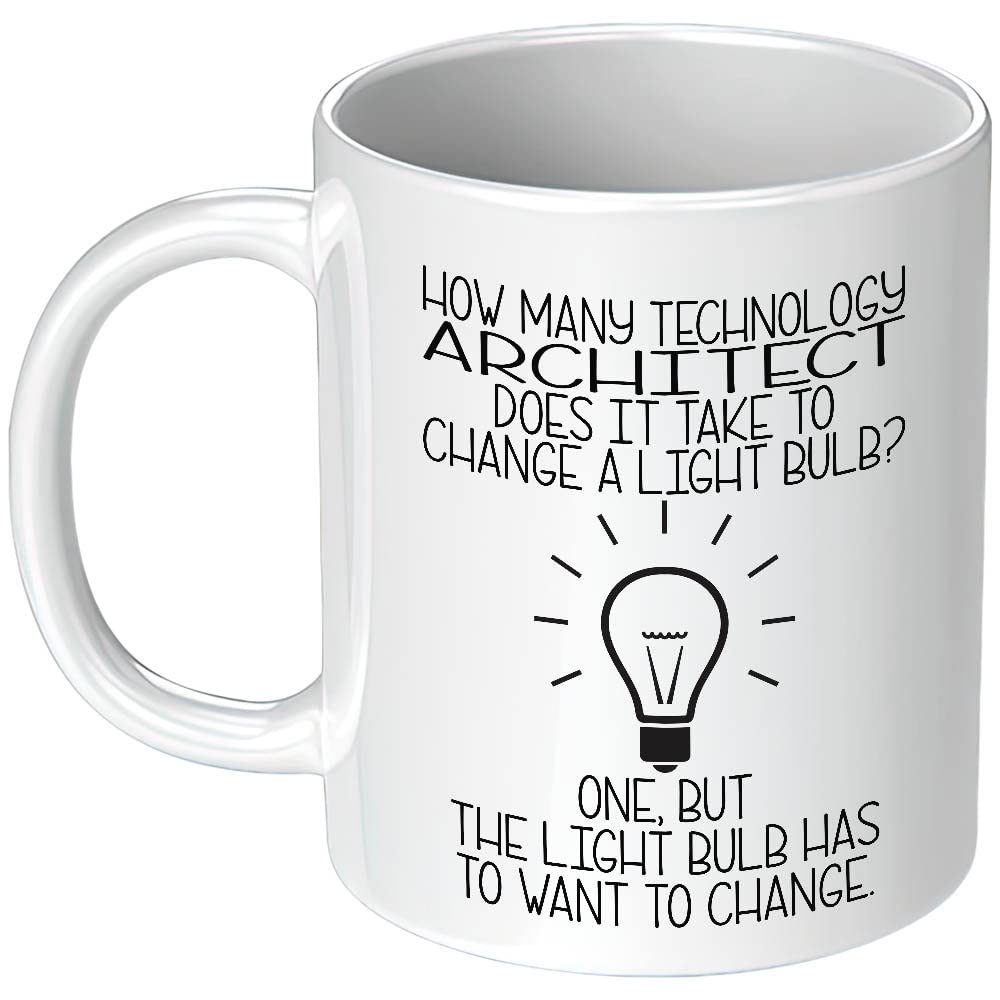 HOW MANY TECHNOLOGY
ARCHITECT
DOES IT TAKE TO
CHANGE A LIGHT BULB?
ONE, BUT
THE LIGHT BULB HAS
TO WANT TO CHANGE.